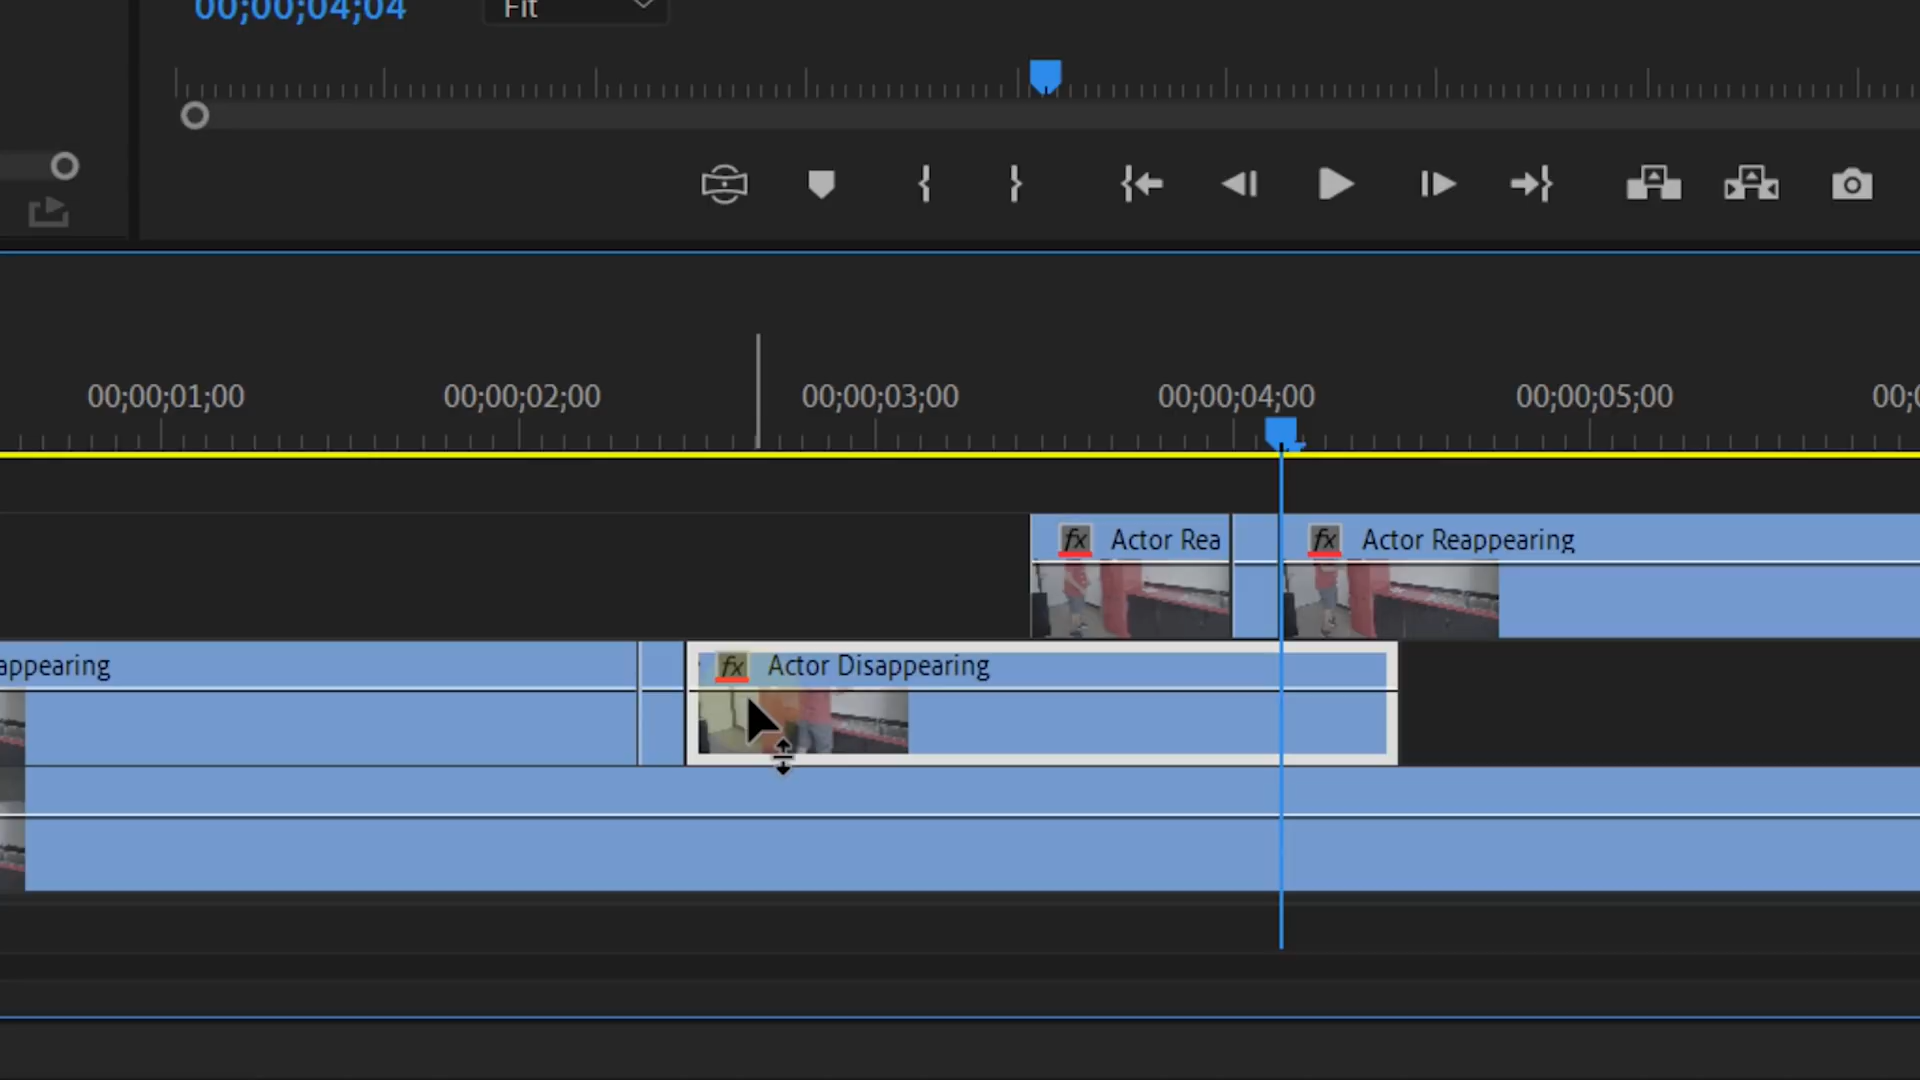 00;00;04;04
Fit
00;00;01;00
00;00;02;00
00;00;03;00
00;00;04;00
00;00;05;00
00;
fx Actor Rea
fx Actor Reappearing
appearing
fx Actor Disappearing